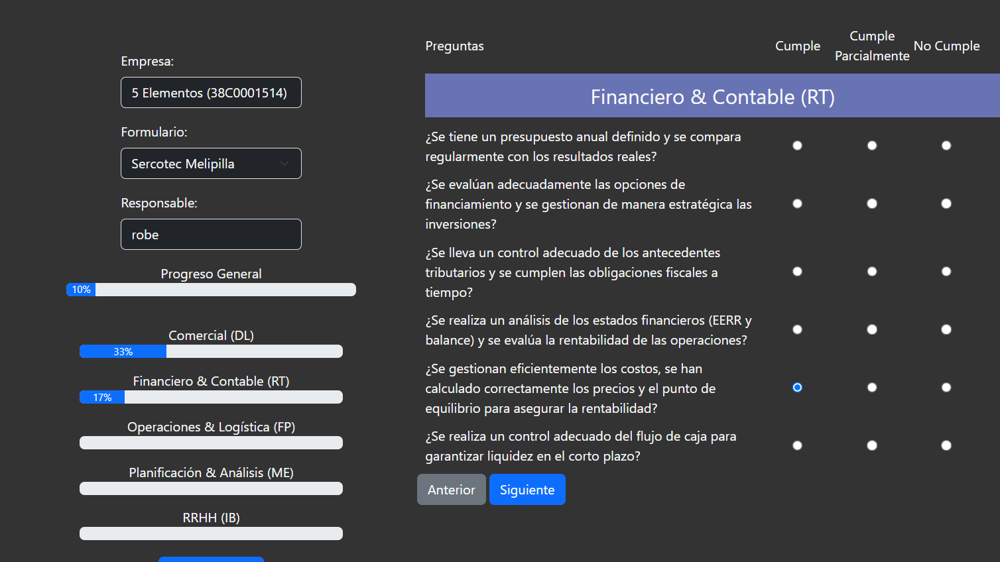 Empresa:
5 Elementos (38C0001514)
Formulario:
Sercotec Melipilla
Responsable:
robe
Progreso General
10%
Comercial (DL)
33%
Financiero & Contable (RT)
17%
Operaciones & Logística (FP)
Planificación & Análisis (ME)
RRHH (IB)
Preguntas
Cumple
Cumple
Parcialmente
No Cumple
Financiero & Contable (RT)
¿Se tiene un presupuesto anual definido y se compara
regularmente con los resultados reales?
¿Se evalúan adecuadamente las opciones de
financiamiento y se gestionan de manera estratégica las
inversiones?
¿Se lleva un control adecuado de los antecedentes
tributarios y se cumplen las obligaciones fiscales a
tiempo?
¿Se realiza un análisis de los estados financieros (EERR y
balance) y se evalúa la rentabilidad de las operaciones?
¿Se gestionan eficientemente los costos, se han
calculado correctamente los precios y el punto de
equilibrio para asegurar la rentabilidad?
¿Se realiza un control adecuado del flujo de caja para
garantizar liquidez en el corto plazo?
Anterior
Siguiente